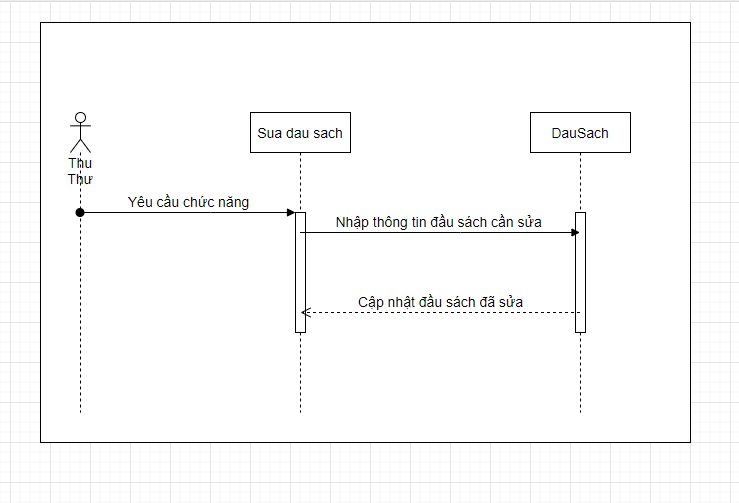 Sua dau sach
DauSach
Thu
Thư
Yêu cầu chức năng
Nhập thông tin đầu sách cần sửa
Cập nhật đầu sách đã sửa